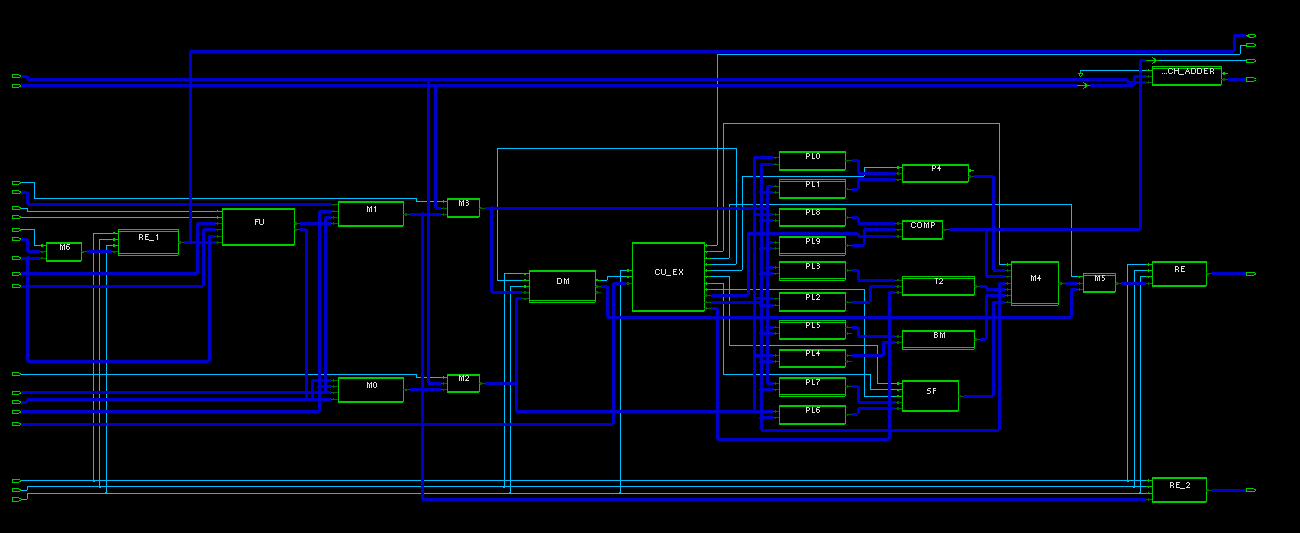 ...CH_ADDER
PL0
P4
PL1
M3
M1
PL8
FU
COMP
RE_1
PL9
M6
PL3
RE
CU_EX
M4
M5
DM
T2
PL2
PL5
BM
PL4
M2
M0
PL7
SF
PL6
RE_2